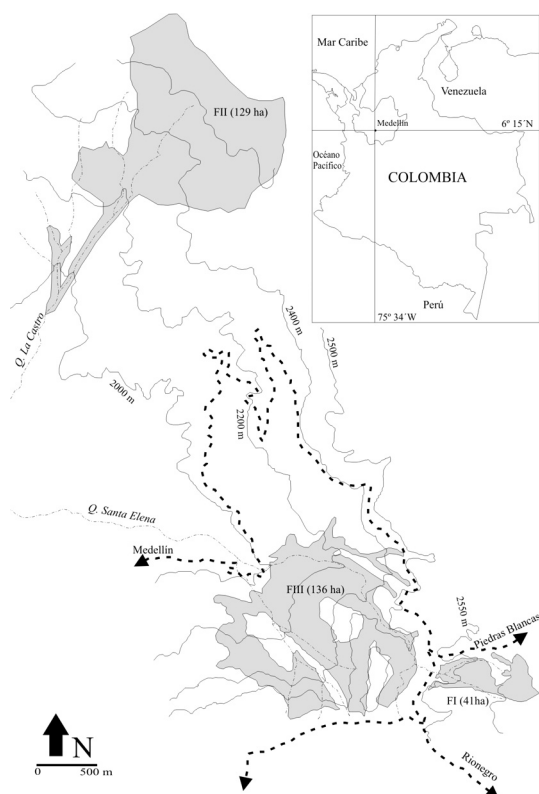 Mar Caribe
Venezuela
Medellín
6º 15´N
Océano
Pacífico
COLOMBIA
Perú
75º 34´W
FII (129 ha)
Q. La Castro
2000 m
2200 m
2400 m
2500 m
Q. Santa Elena
Medellín
FIII (136 ha)
2550 m
Piedras Blancas
FI (41ha)
Rionegro
N
0 500 m